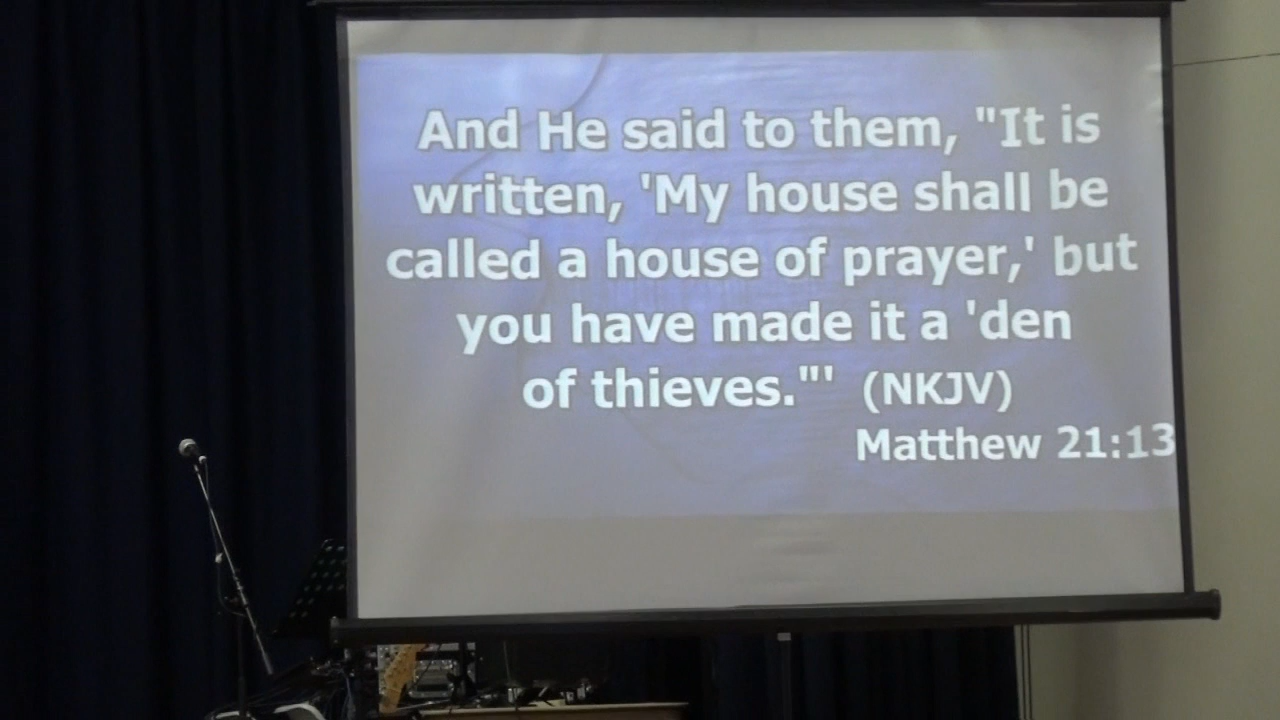 And He said to them, "It is
written, 'My house shall be
called a house of prayer,' but
you have made it a 'den
of thieves."' (NKJV)
Matthew 21:13